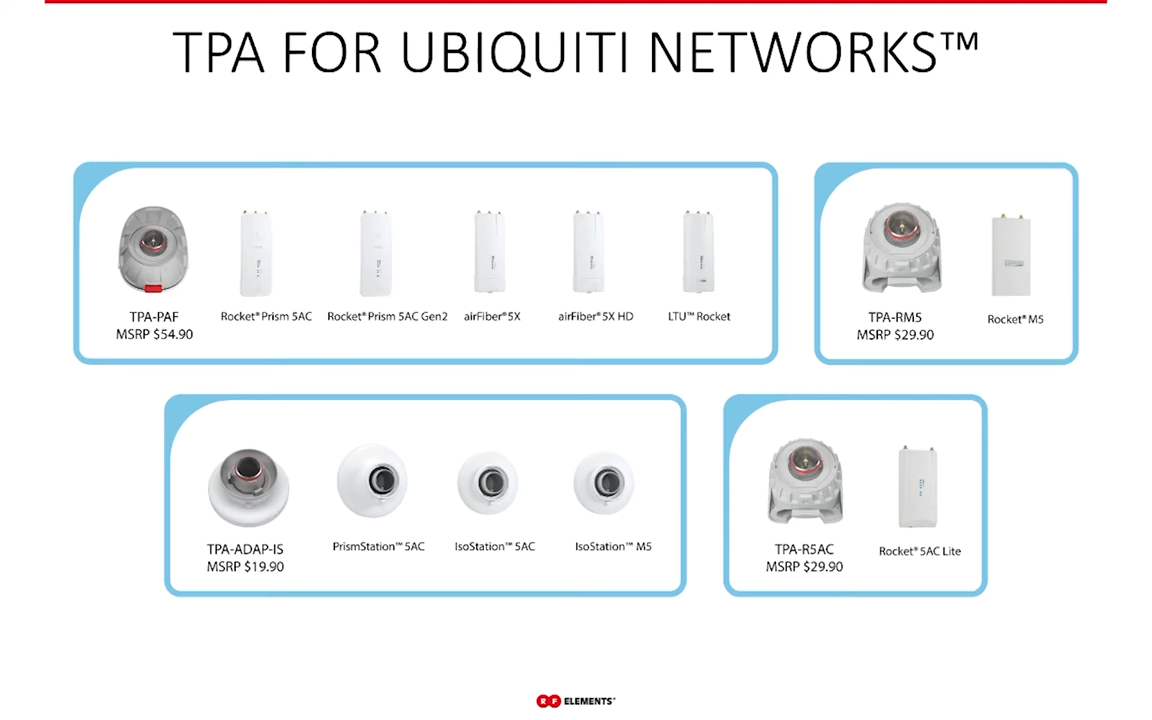 TPA FOR UBIQUITI NETWORKS™
TPA-PAF
MSRP $54.90
Rocket® Prism 5AC
Rocket® Prism 5AC Gen2
airFiber® 5X
airFiber® 5X HD
LTU™ Rocket
TPA-RM5
MSRP $29.90
Rocket® M5
TPA-ADAP-IS
MSRP $19.90
PrismStation™ 5AC
IsoStation™ 5AC
IsoStation™ M5
TPA-R5AC
MSRP $29.90
Rocket® 5AC Lite
RF ELEMENTS®